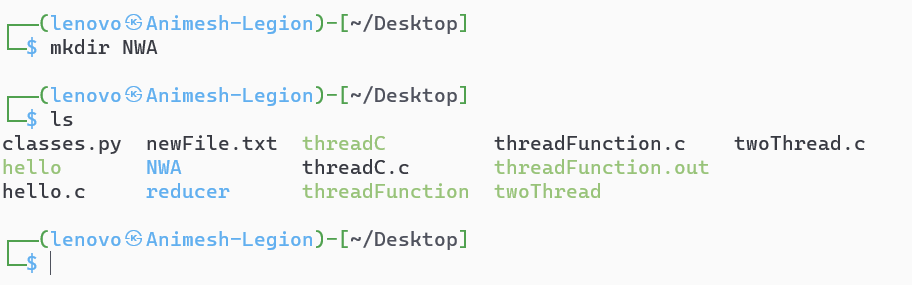 ┌──(lenovo㉿Animesh-Legion)-[~/Desktop]
└─$ mkdir NWA
┌──(lenovo㉿Animesh-Legion)-[~/Desktop]
└─$ ls
classes.py  newFile.txt  threadC         threadFunction.c    twoThread.c
hello       NWA          threadC.c       threadFunction.out
hello.c     reducer      threadFunction  twoThread
┌──(lenovo㉿Animesh-Legion)-[~/Desktop]
└─$